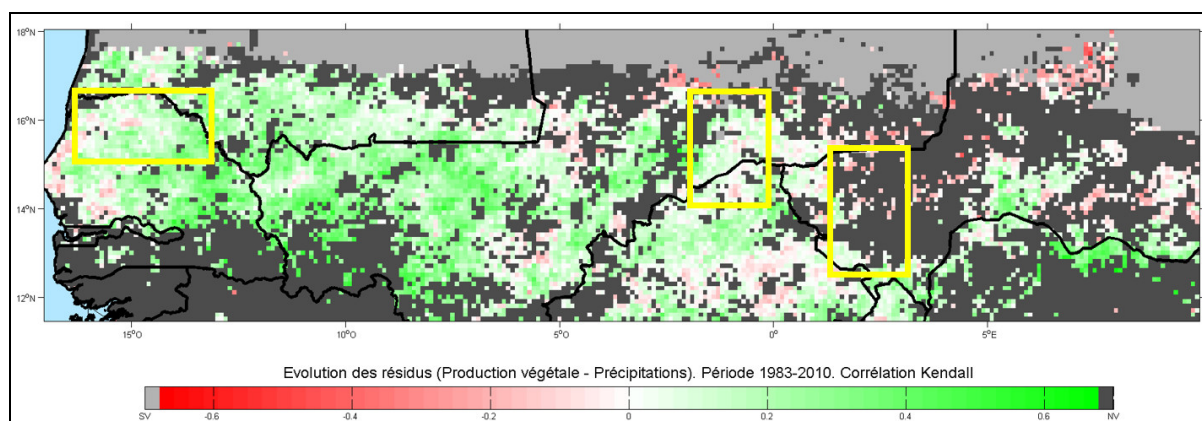 18°N
16°N
14°N
12°N
15°O 10°O 5°O 0° 5°E
Evolution des résidus (Production végétale - Précipitations). Période 1983-2010. Corrélation Kendall
SV -0.6 -0.4 -0.2 0 0.2 0.4 0.6 NV